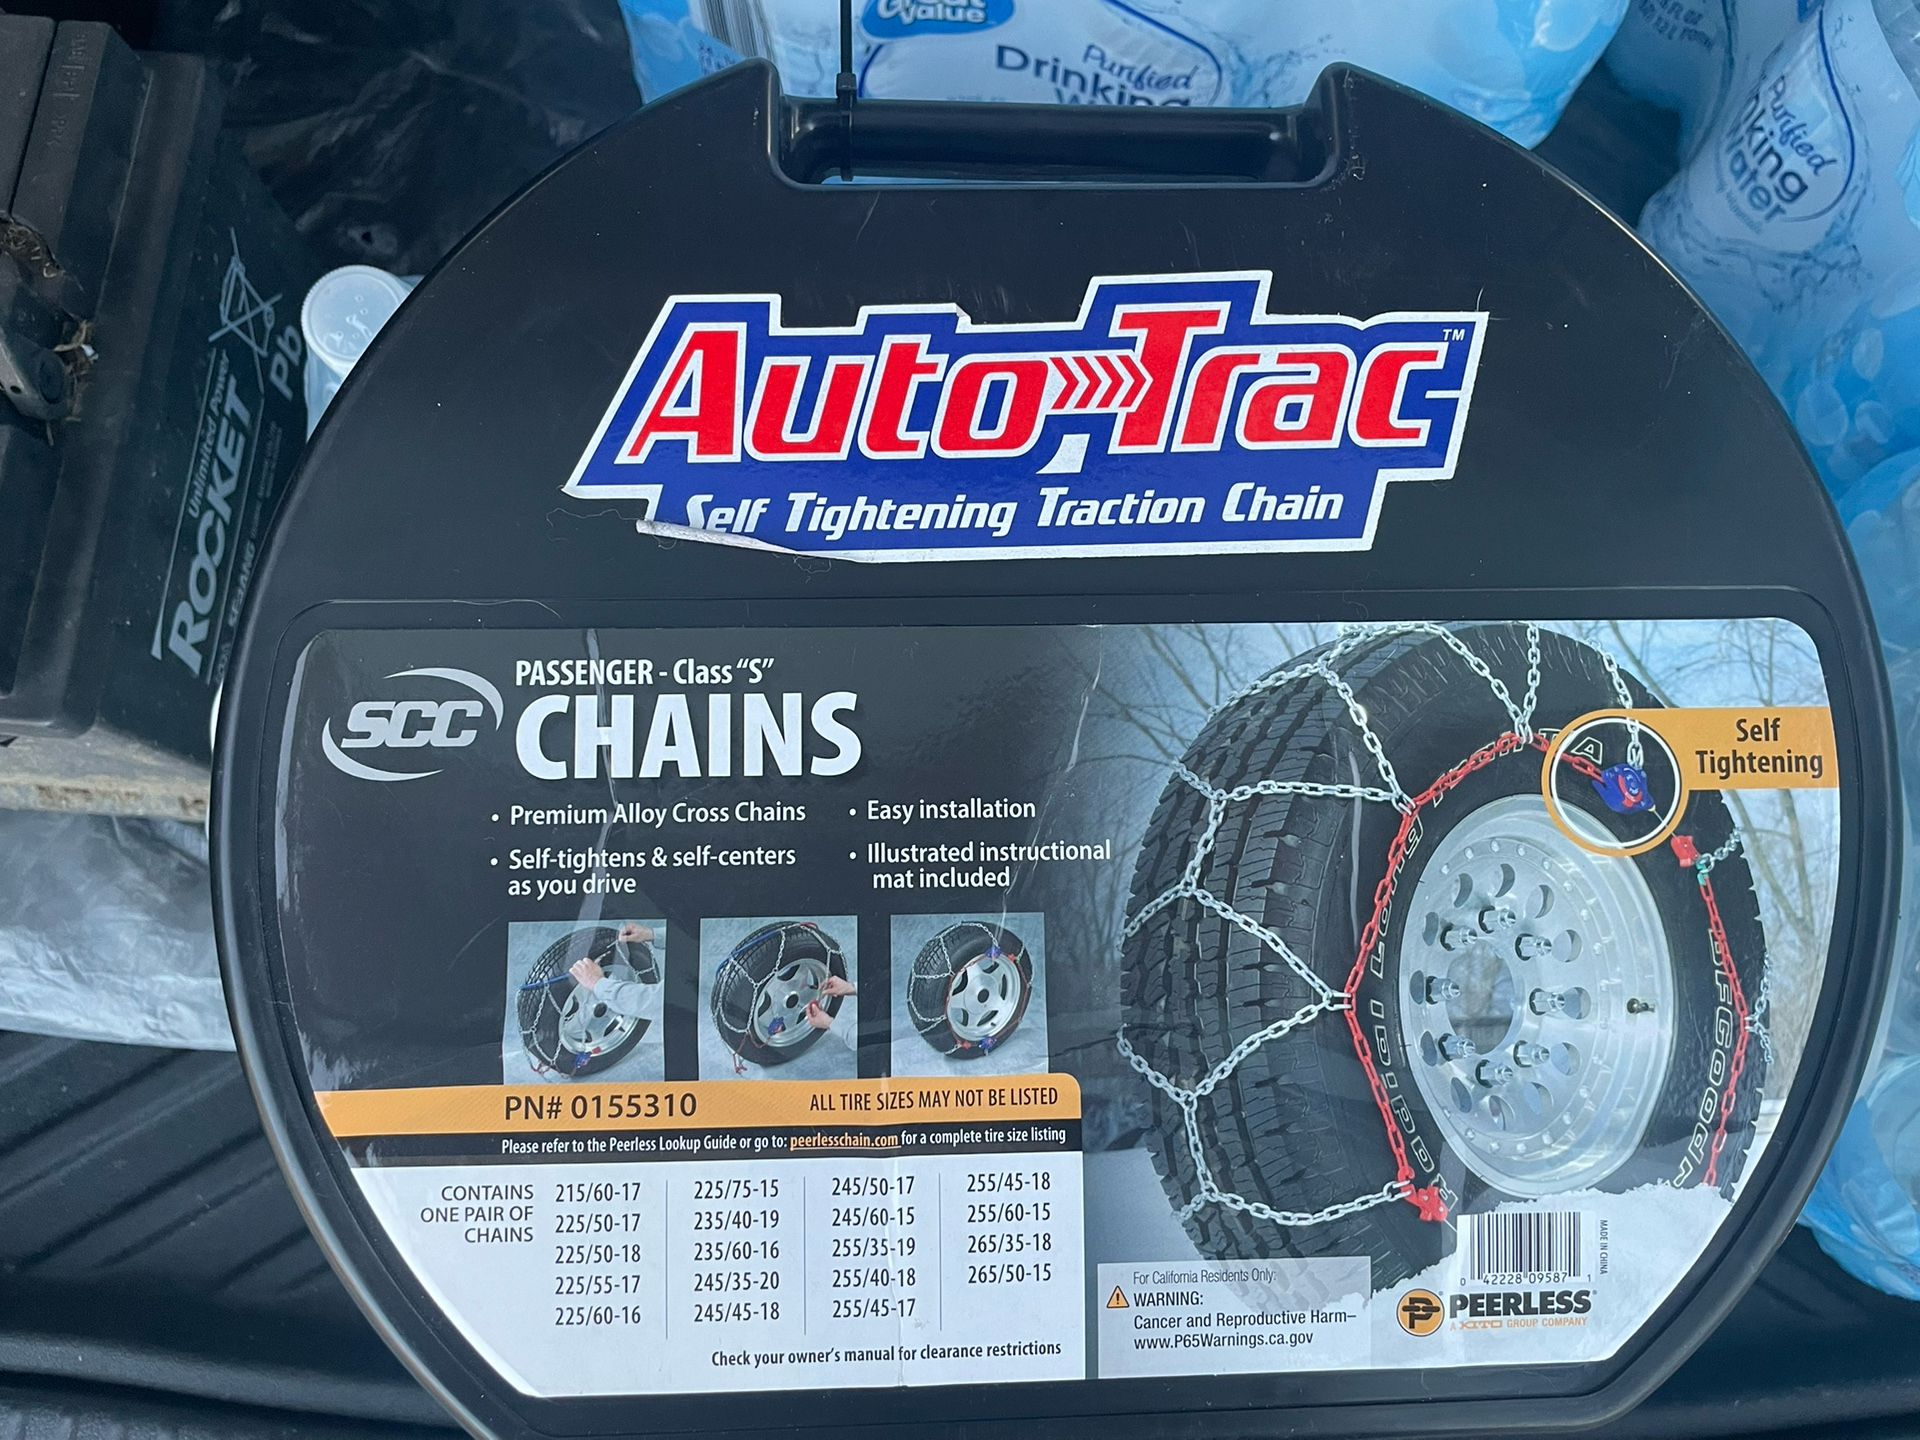 Value
Purified
Drinking
Purified
Drinking
Water
Pb
Unlimited Power
ROCKET
Auto Trac™
Self Tightening Traction Chain
SCC
PASSENGER - Class "S"
CHAINS
• Premium Alloy Cross Chains
• Self-tightens & self-centers
as you drive
• Easy installation
• Illustrated instructional
mat included
Self
Tightening
PN# 0155310
ALL TIRE SIZES MAY NOT BE LISTED
Please refer to the Peerless Lookup Guide or go to: peerlesschain.com for a complete tire size listing
CONTAINS
ONE PAIR OF
CHAINS
215/60-17
225/50-17
225/50-18
225/55-17
225/60-16
225/75-15
235/40-19
235/60-16
245/35-20
245/45-18
245/50-17
245/60-15
255/35-19
255/40-18
255/45-17
255/45-18
255/60-15
265/35-18
265/50-15
Check your owner's manual for clearance restrictions
For California Residents Only:
WARNING:
Cancer and Reproductive Harm–
www.P65Warnings.ca.gov
0 42228 09587 1
MADE IN CHINA
PEERLESS®
A KITO GROUP COMPANY
Radial Long
BFGood